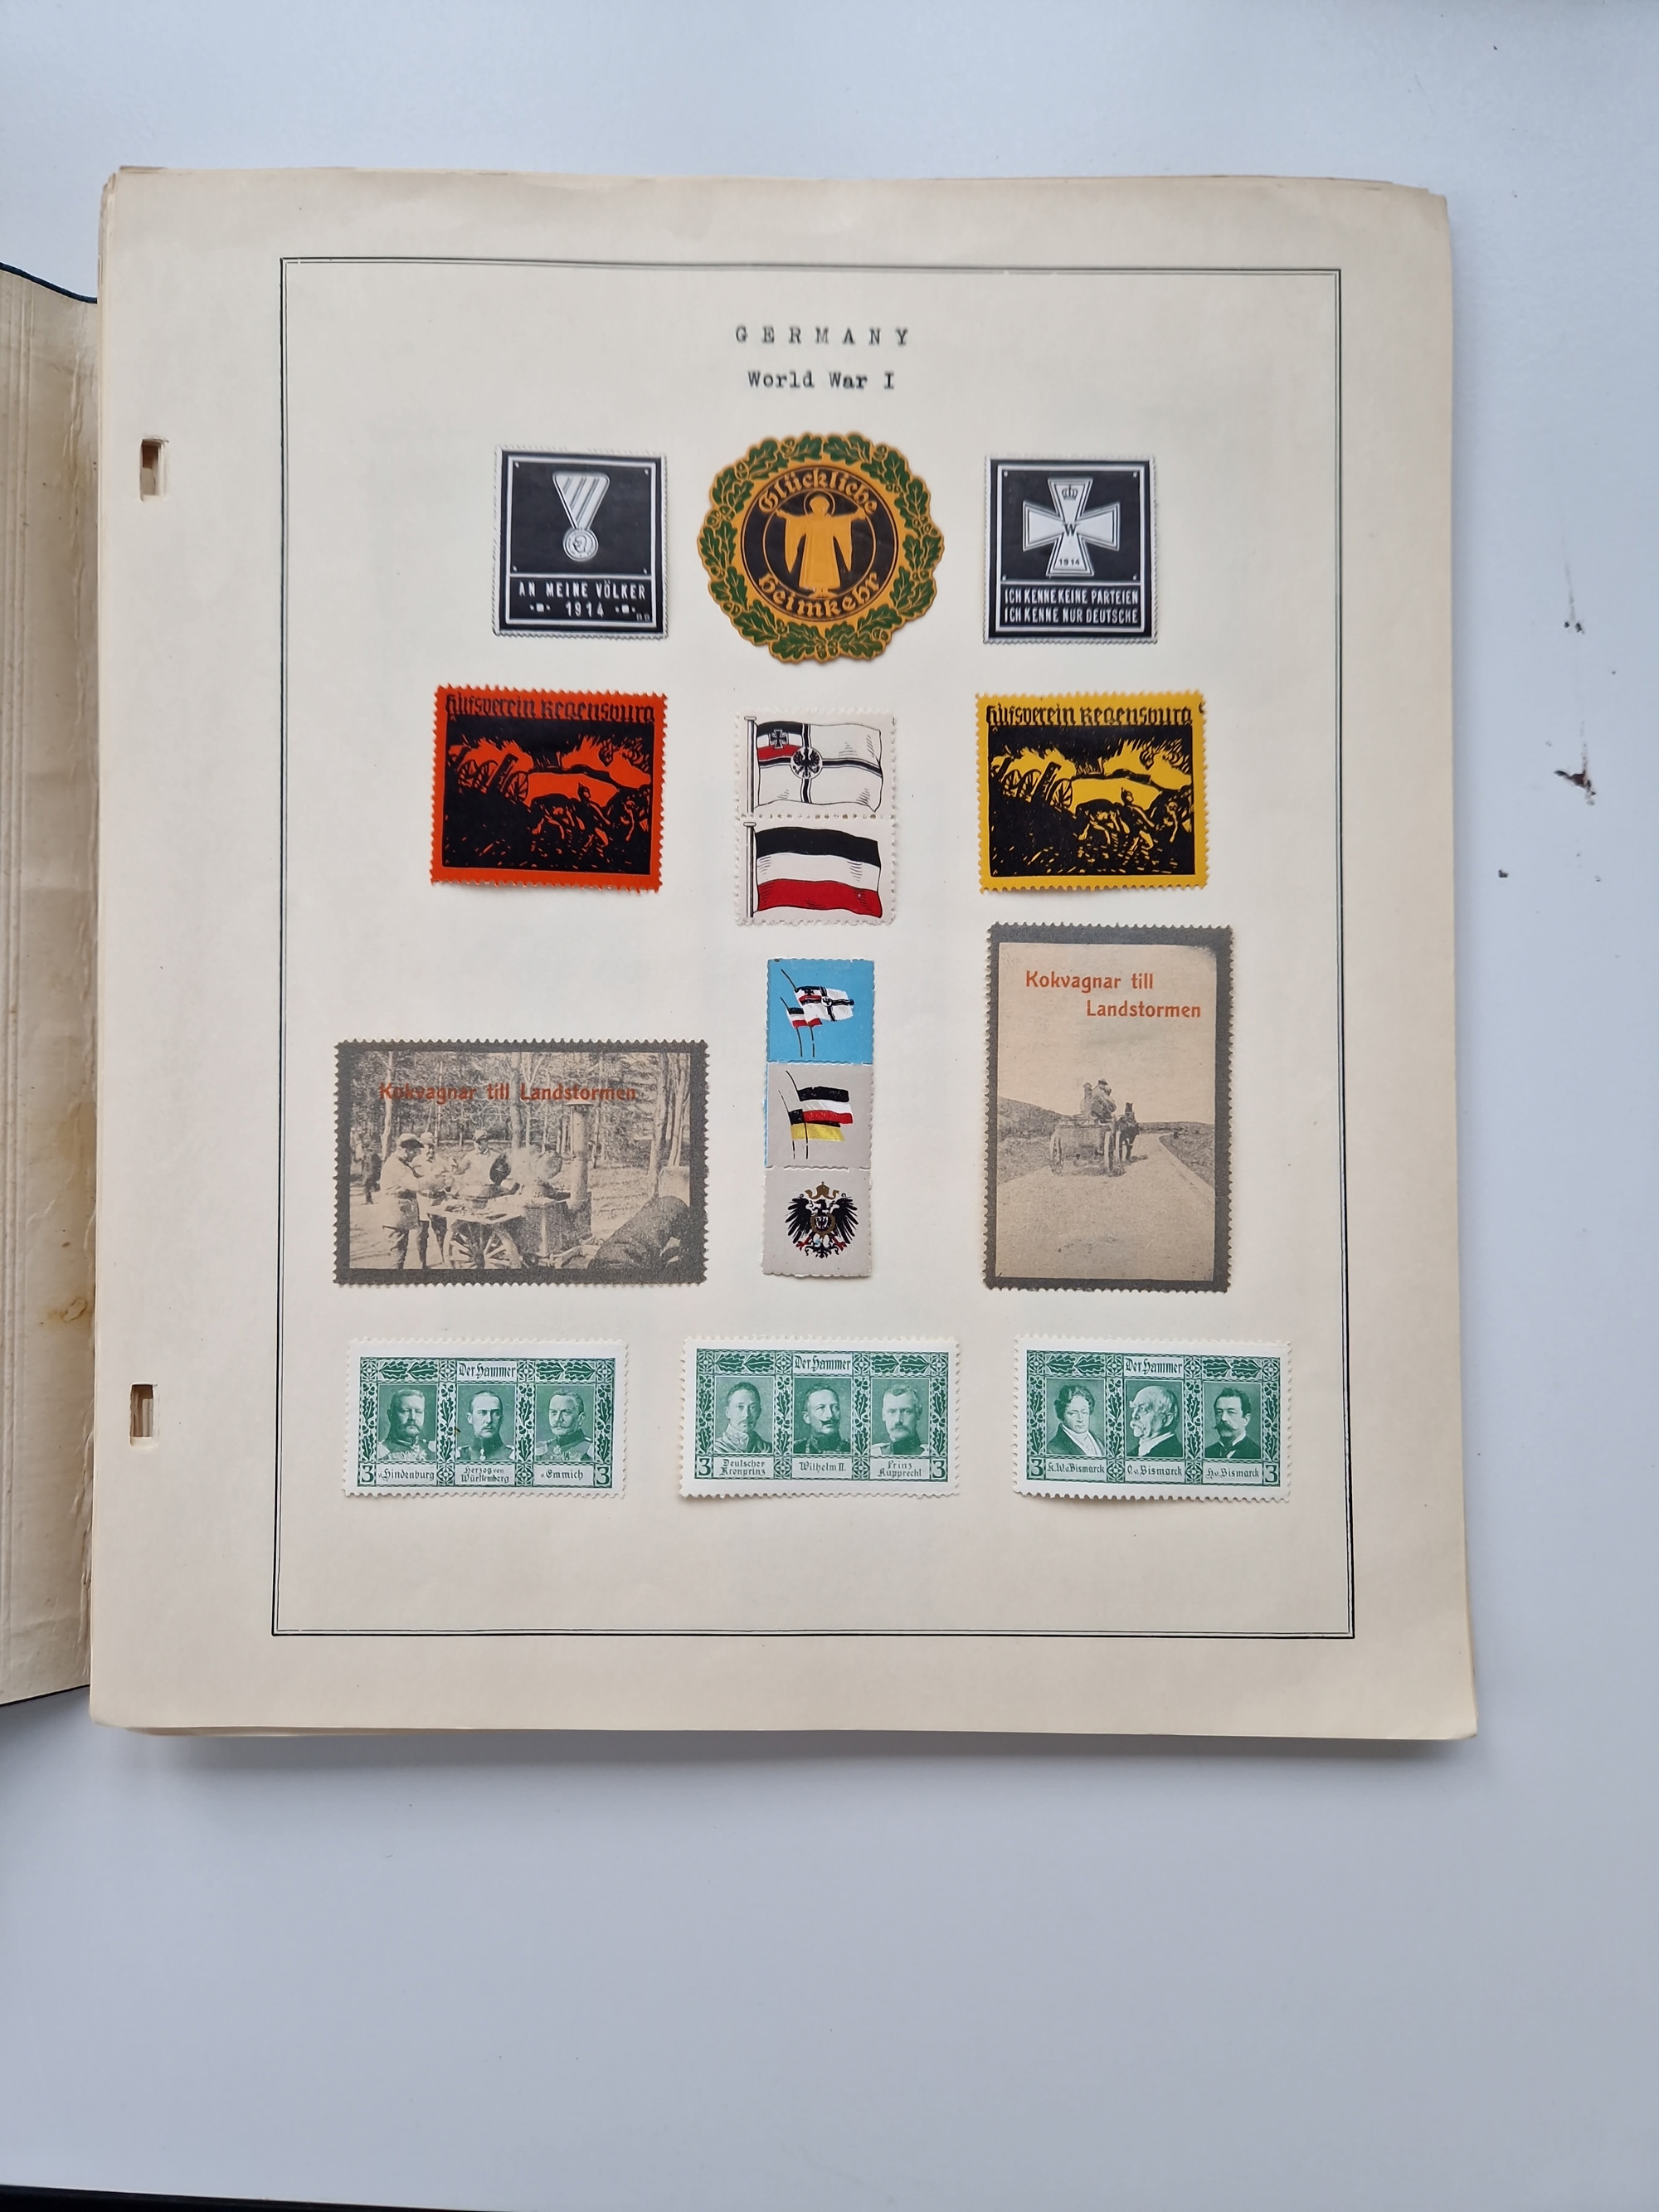 GERMANY
World War I
AN MEINE VÖLKER
1914
BB
Glückliche
Heimkehr
W
1914
ICH KENNE KEINE PARTEIEN
ICH KENNE NUR DEUTSCHE
Hilfsverein Regensburg
Hilfsverein Regensburg
Kokvagnar till
Landstormen
Kokvagnar till Landstormen
Der Hammer
3 v. Hindenburg
Herzog von
Württemberg
v. Emmich 3
Der Hammer
3 Deutscher
Kronprinz
Wilhelm II.
Prinz
Rupprecht 3
Der Hammer
3 K.W.v.Bismarck
O.v.Bismarck
H.v.Bismarck 3